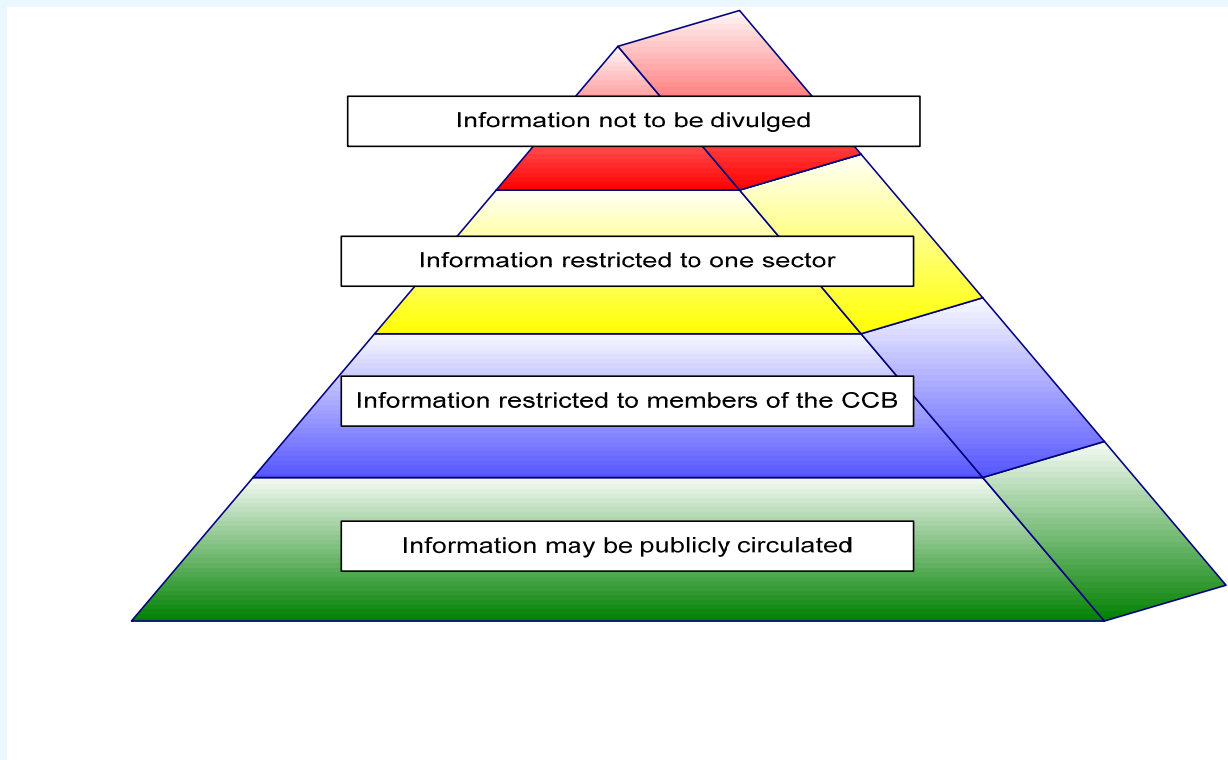 Information not to be divulged
Information restricted to one sector
Information restricted to members of the CCB
Information may be publicly circulated